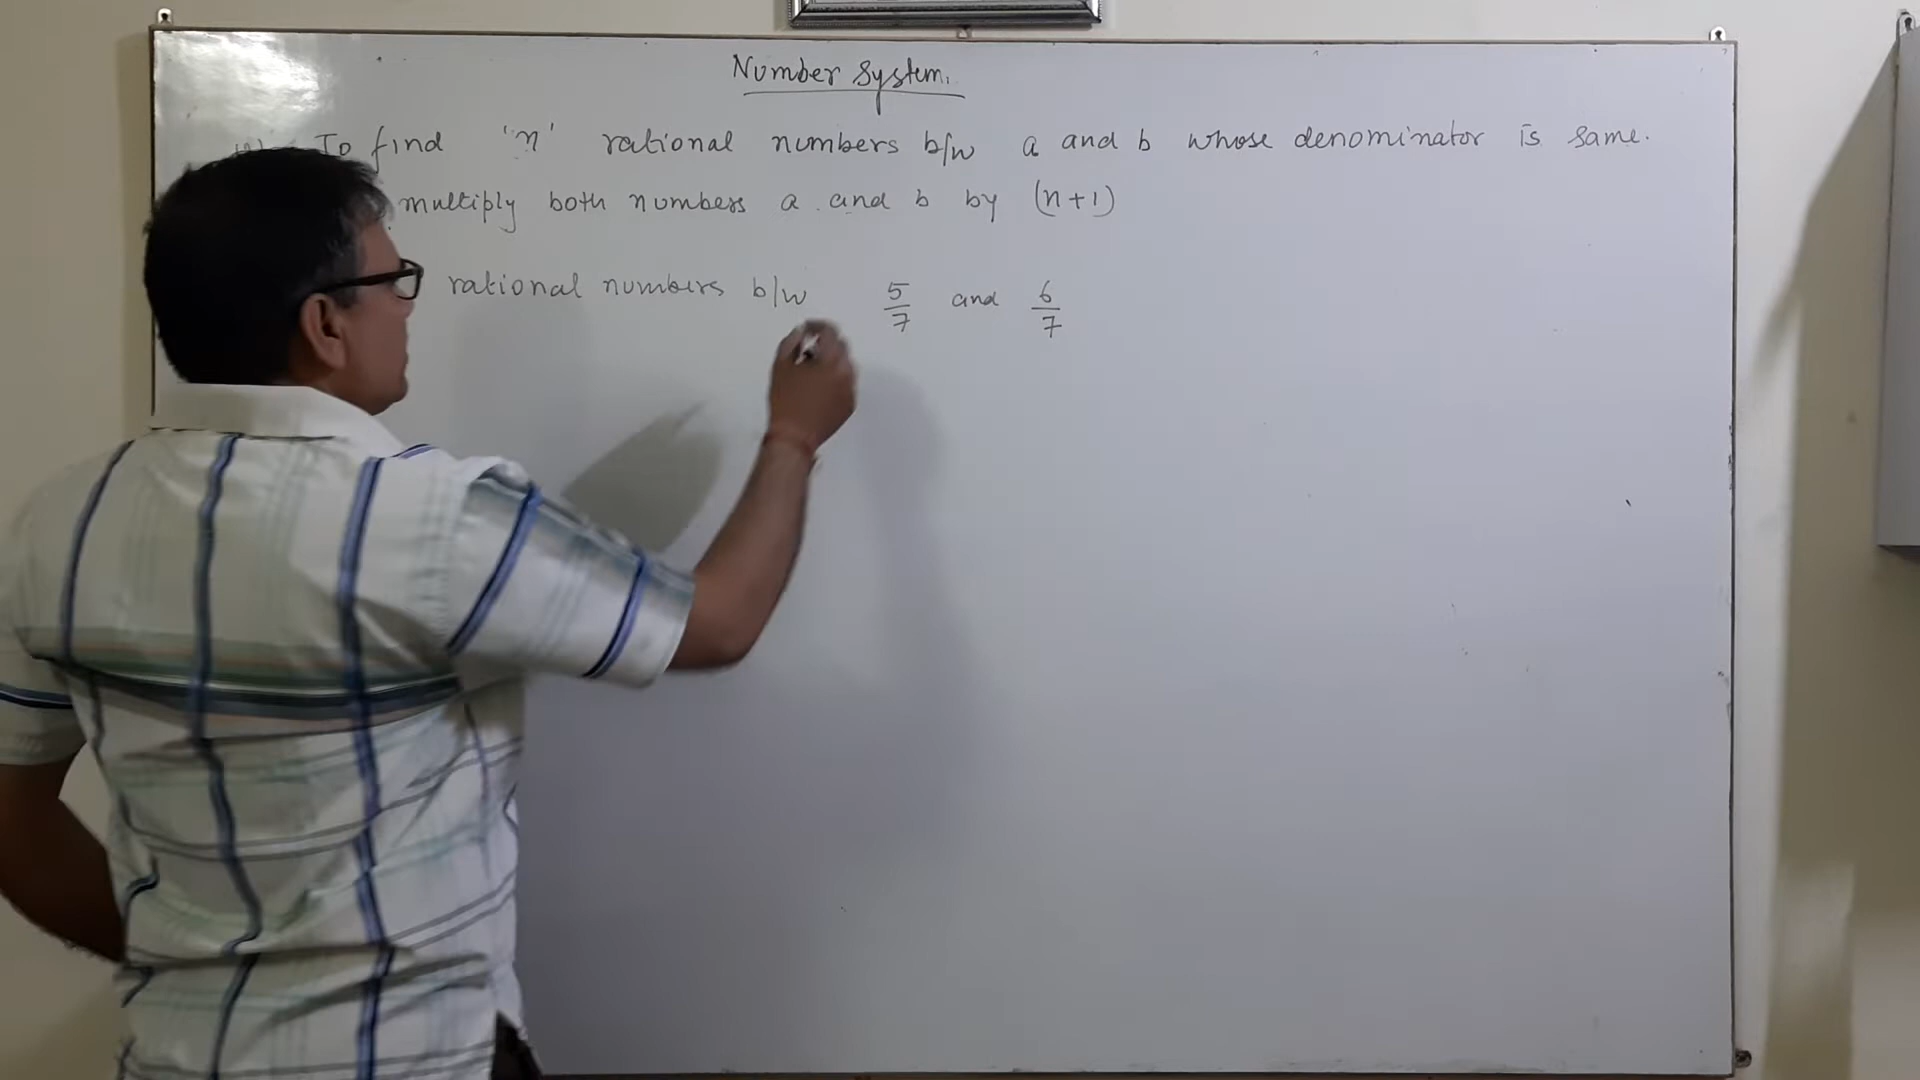 Number System.
To find 'n' rational numbers b/w a and b whose denominator is same.
multiply both numbers a and b by (n+1)
rational numbers b/w 5/7 and 6/7